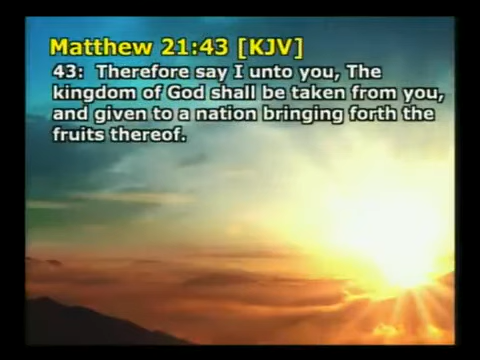 Matthew 21:43 [KJV]
43: Therefore say I unto you, The
kingdom of God shall be taken from you,
and given to a nation bringing forth the
fruits thereof.